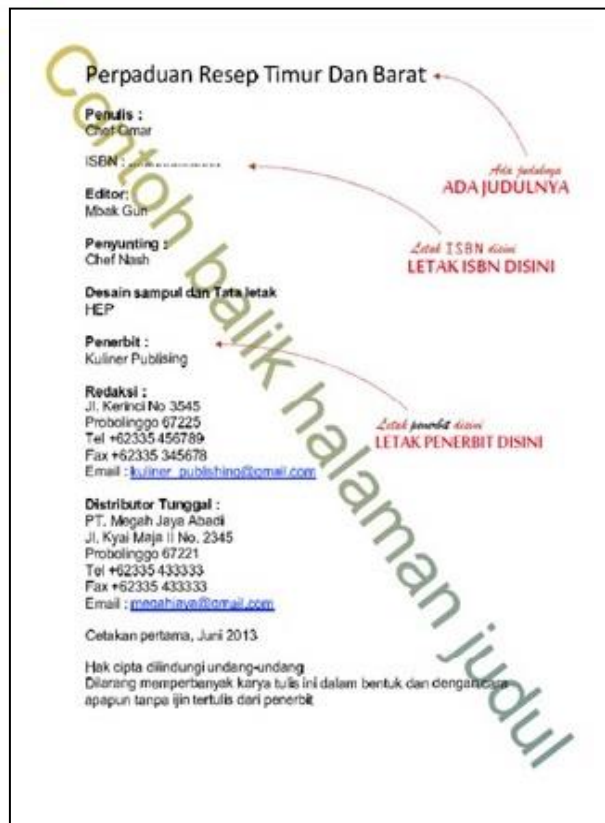 Perpaduan Resep Timur Dan Barat
Penulis :
Chef Omar
ISBN : ........................
Editor:
Mbak Gun
Penyunting :
Chef Nash
Desain sampul dan Tata letak
HEP
Penerbit :
Kuliner Publising
Redaksi :
Jl. Kerinci No 3545
Probolinggo 67225
Tel +62335 456789
Fax +62335 345678
Email : kuliner_publishing@gmail.com
Distributor Tunggal :
PT. Megah Jaya Abadi
Jl. Kyai Maja II No. 2345
Probolinggo 67221
Tel +62335 433333
Fax +62335 433333
Email : megahjaya@gmail.com
Cetakan pertama, Juni 2013
Hak cipta dilindungi undang-undang
Dilarang memperbanyak karya tulis ini dalam bentuk dan dengan cara
apapun tanpa ijin tertulis dari penerbit
Ada judulnya
ADA JUDULNYA
Letak ISBN disini
LETAK ISBN DISINI
Letak penerbit disini
LETAK PENERBIT DISINI
Contoh balik halaman judul